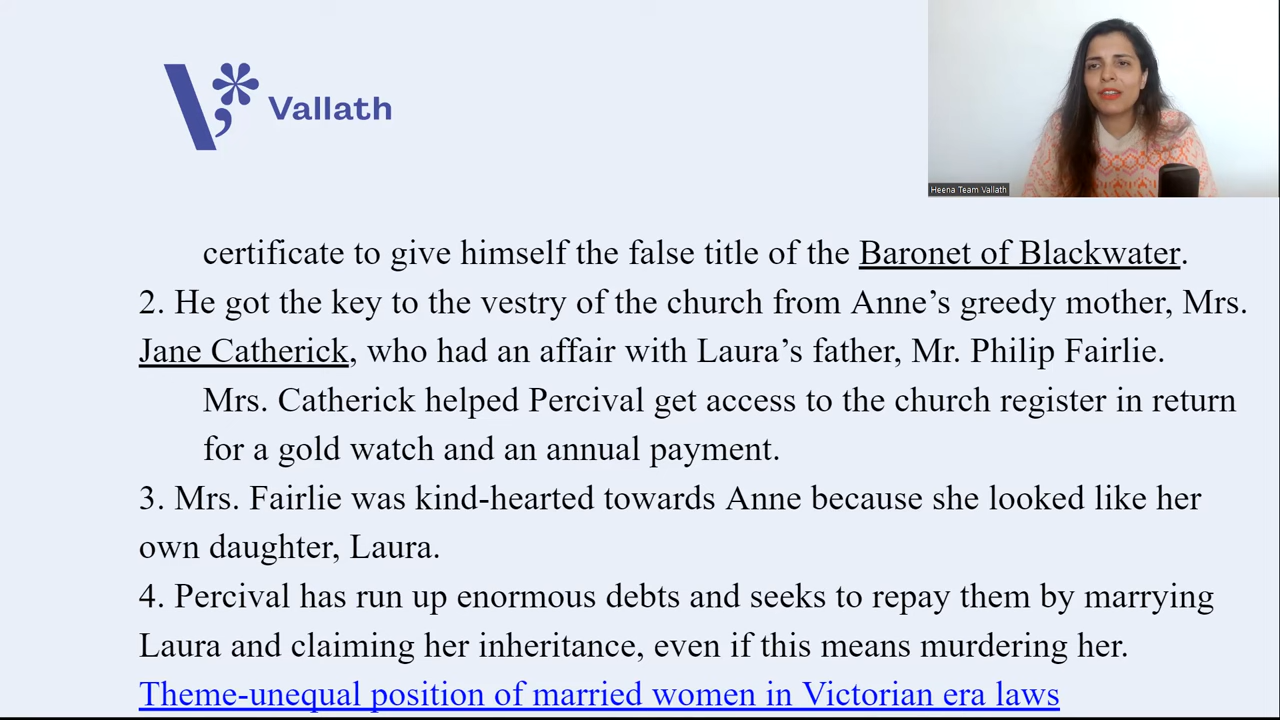 Vallath
Heena Team Vallath
certificate to give himself the false title of the Baronet of Blackwater.
2. He got the key to the vestry of the church from Anne’s greedy mother, Mrs.
Jane Catherick, who had an affair with Laura’s father, Mr. Philip Fairlie.
Mrs. Catherick helped Percival get access to the church register in return
for a gold watch and an annual payment.
3. Mrs. Fairlie was kind-hearted towards Anne because she looked like her
own daughter, Laura.
4. Percival has run up enormous debts and seeks to repay them by marrying
Laura and claiming her inheritance, even if this means murdering her.
Theme-unequal position of married women in Victorian era laws